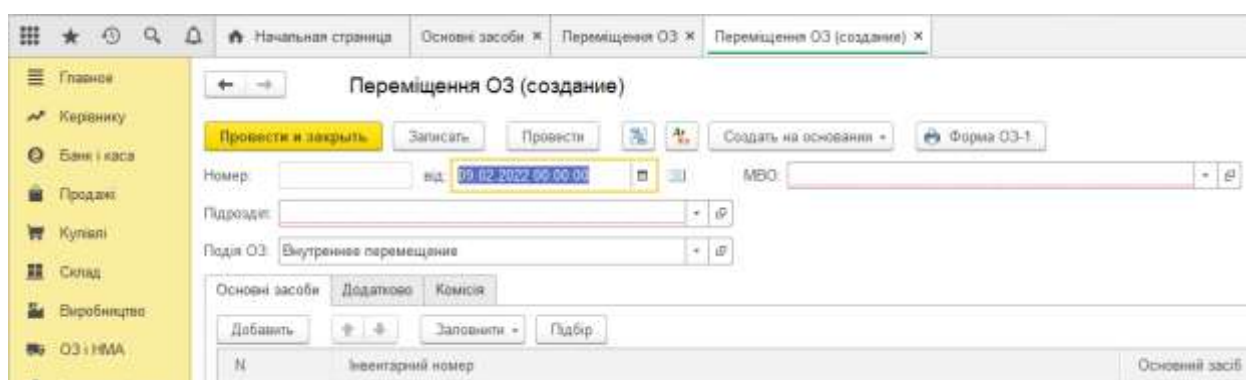 Начальная страница Основні засоби × Переміщення ОЗ × Переміщення ОЗ (создание) ×
Главное
Керівнику
Банк і каса
Продажі
Купівлі
Склад
Виробництво
ОЗ і НМА
Переміщення ОЗ (создание)
Провести и закрыть Записать Провести Создать на основании Форма ОЗ-1
Номер: від: 09.02.2022 00:00:00 МВО:
Підрозділ:
Подія ОЗ: Внутреннее перемещение
Основні засоби Додатково Комісія
Добавить Заповнити Підбір
N Інвентарний номер Основний засіб